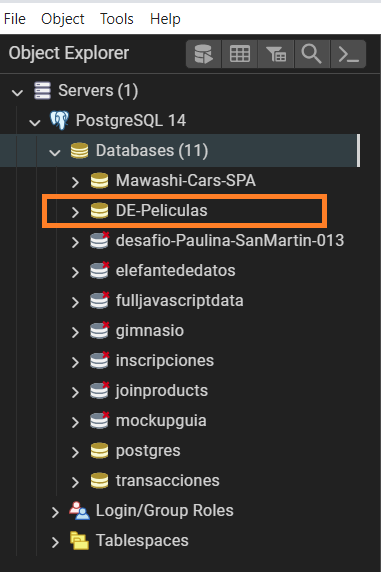 File Object Tools Help
Object Explorer
Servers (1)
PostgreSQL 14
Databases (11)
Mawashi-Cars-SPA
DE-Peliculas
desafio-Paulina-SanMartin-013
elefantededatos
fulljavascriptdata
gimnasio
inscripciones
joinproducts
mockupguia
postgres
transacciones
Login/Group Roles
Tablespaces